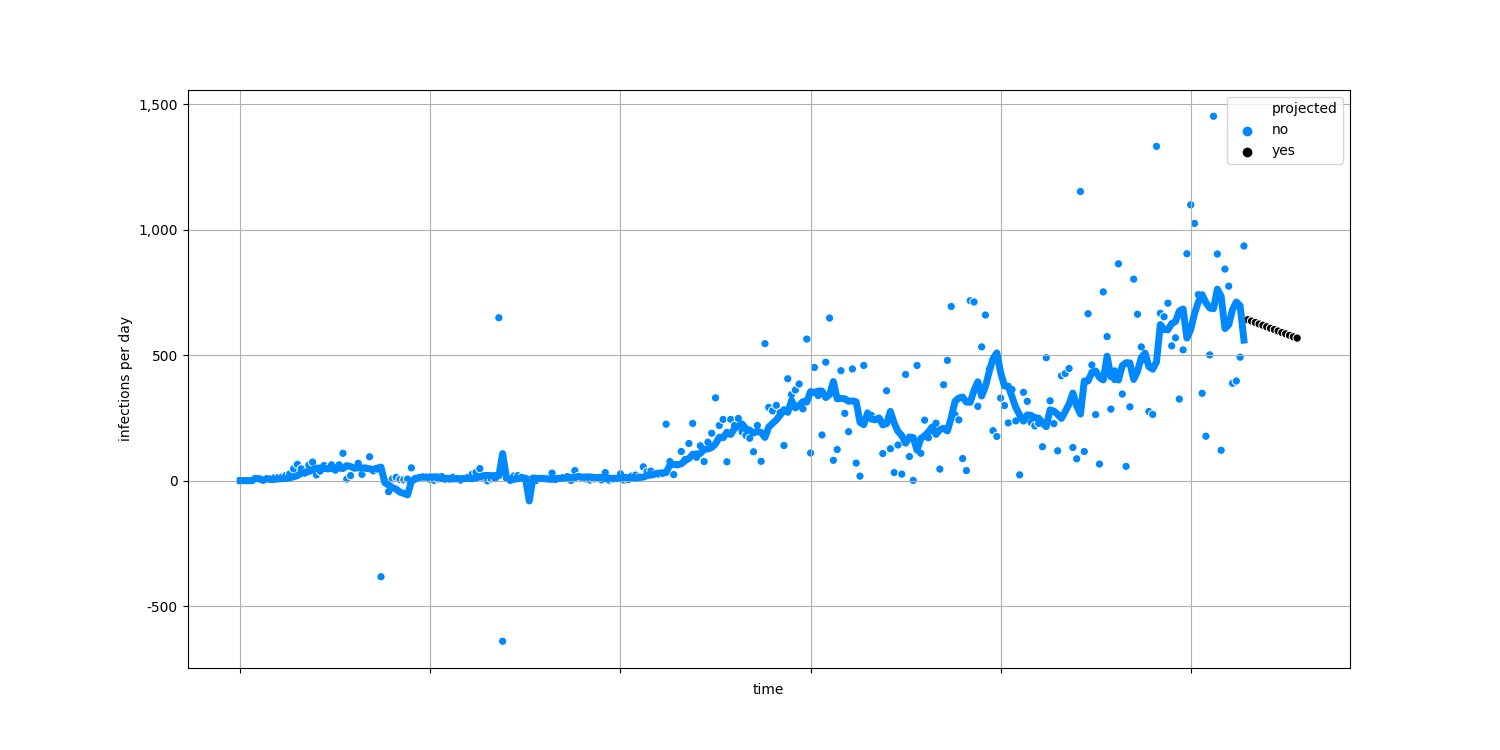 1,500
1,000
500
0
-500
infections per day
time
projected
no
yes